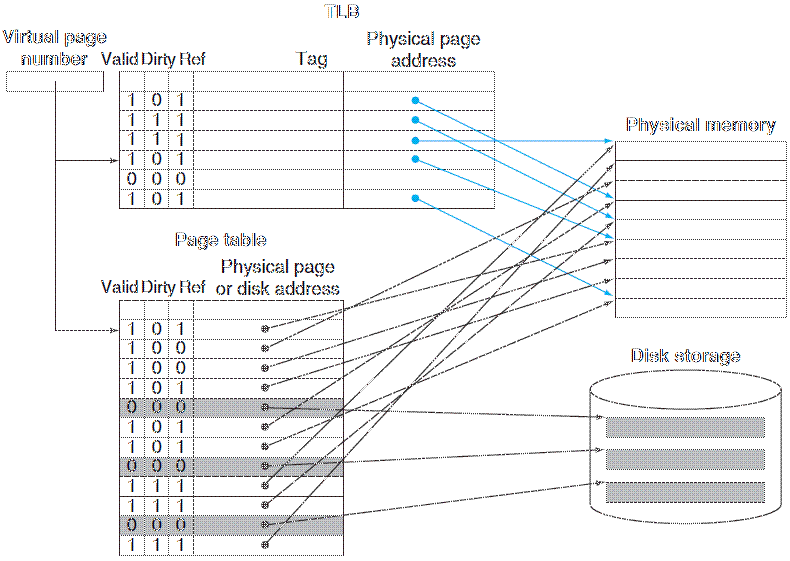 TLB
Virtual page
number
Physical page
address
Valid Dirty Ref
Tag
1 0 1
1 1 1
1 1 1
1 0 1
0 0 0
1 0 1
Physical memory
Page table
Physical page
or disk address
Valid Dirty Ref
1 0 1
1 0 0
1 0 0
1 0 1
0 0 0
1 0 1
1 0 1
0 0 0
1 1 1
1 1 1
0 0 0
1 1 1
Disk storage